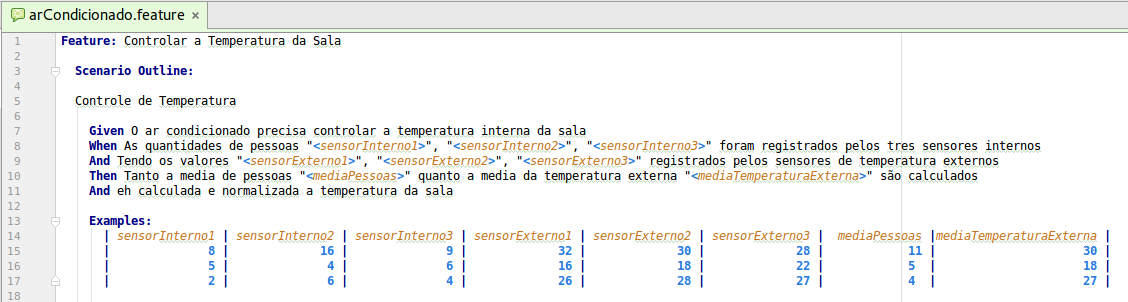 arCondicionado.feature ×
1 Feature: Controlar a Temperatura da Sala
2
3 Scenario Outline:
4
5 Controle de Temperatura
6
7 Given O ar condicionado precisa controlar a temperatura interna da sala
8 When As quantidades de pessoas "<sensorInterno1>", "<sensorInterno2>", "<sensorInterno3>" foram registrados pelos tres sensores internos
9 And Tendo os valores "<sensorExterno1>", "<sensorExterno2>", "<sensorExterno3>" registrados pelos sensores de temperatura externos
10 Then Tanto a media de pessoas "<mediaPessoas>" quanto a media da temperatura externa "<mediaTemperaturaExterna>" são calculados
11 And eh calculada e normalizada a temperatura da sala
12
13 Examples:
14 | sensorInterno1 | sensorInterno2 | sensorInterno3 | sensorExterno1 | sensorExterno2 | sensorExterno3 | mediaPessoas |mediaTemperaturaExterna |
15 | 8 | 16 | 9 | 32 | 30 | 28 | 11 | 30 |
16 | 5 | 4 | 6 | 16 | 18 | 22 | 5 | 18 |
17 | 2 | 6 | 4 | 26 | 28 | 27 | 4 | 27 |
18